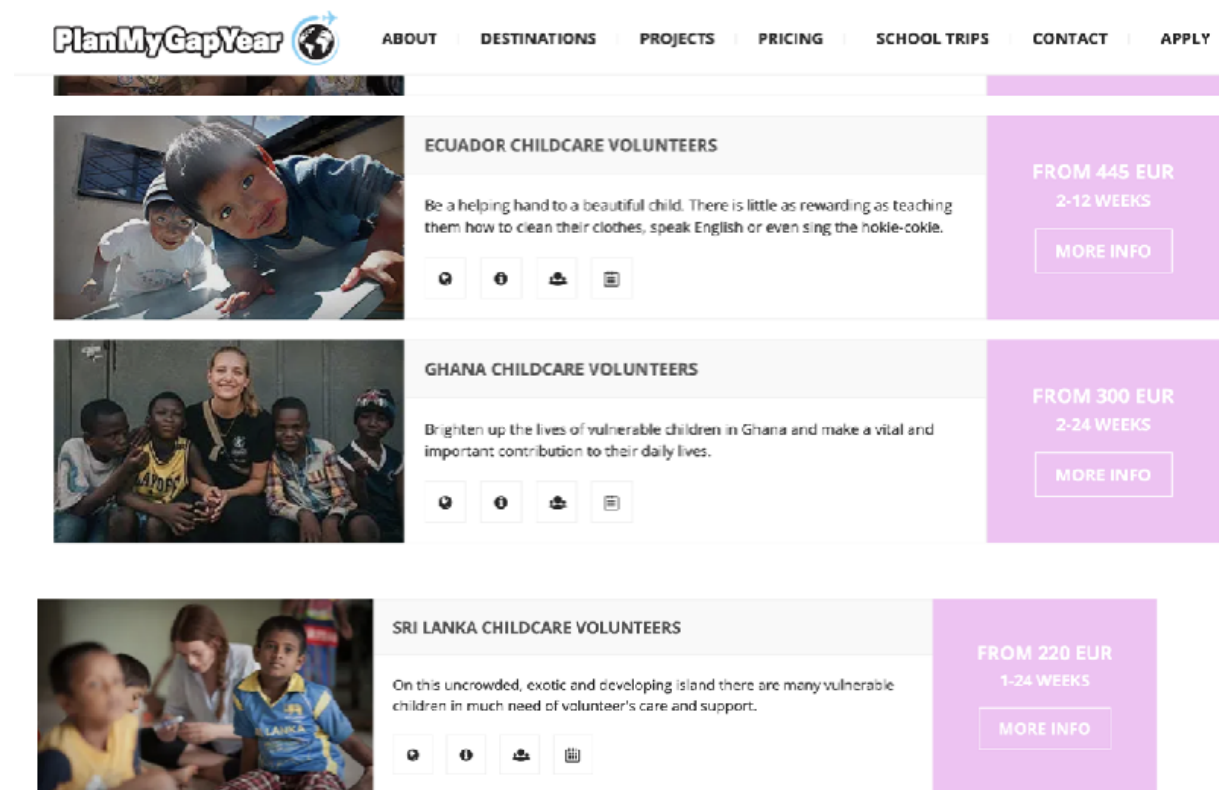 PlanMyGapYear
ABOUT DESTINATIONS PROJECTS PRICING SCHOOL TRIPS CONTACT APPLY
ECUADOR CHILDCARE VOLUNTEERS
Be a helping hand to a beautiful child. There is little as rewarding as teaching
them how to clean their clothes, speak English or even sing the hokie-cokie.
FROM 445 EUR
2-12 WEEKS
MORE INFO
GHANA CHILDCARE VOLUNTEERS
Brighten up the lives of vulnerable children in Ghana and make a vital and
important contribution to their daily lives.
FROM 300 EUR
2-24 WEEKS
MORE INFO
SRI LANKA CHILDCARE VOLUNTEERS
On this uncrowded, exotic and developing island there are many vulnerable
children in much need of volunteer's care and support.
FROM 220 EUR
1-24 WEEKS
MORE INFO